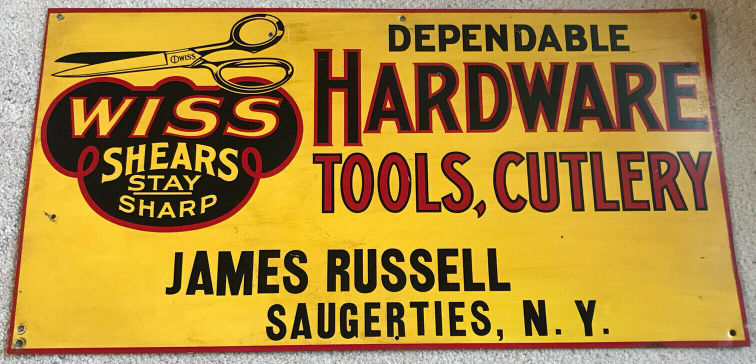 WISS
WISS
SHEARS
STAY
SHARP
DEPENDABLE
HARDWARE
TOOLS, CUTLERY
JAMES RUSSELL
SAUGERTIES, N. Y.